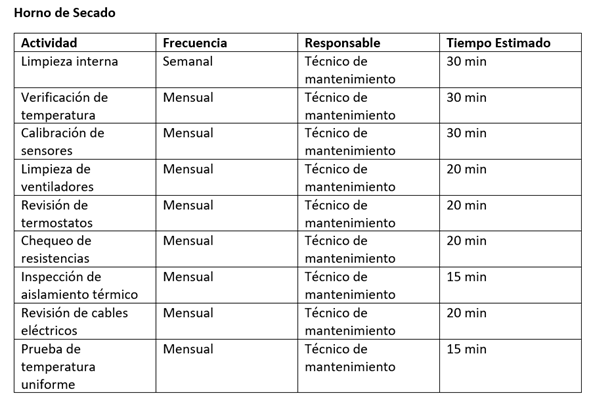 Horno de Secado
Actividad Frecuencia Responsable Tiempo Estimado
Limpieza interna Semanal Técnico de mantenimiento 30 min
Verificación de temperatura Mensual Técnico de mantenimiento 30 min
Calibración de sensores Mensual Técnico de mantenimiento 30 min
Limpieza de ventiladores Mensual Técnico de mantenimiento 20 min
Revisión de termostatos Mensual Técnico de mantenimiento 20 min
Chequeo de resistencias Mensual Técnico de mantenimiento 20 min
Inspección de aislamiento térmico Mensual Técnico de mantenimiento 15 min
Revisión de cables eléctricos Mensual Técnico de mantenimiento 20 min
Prueba de temperatura uniforme Mensual Técnico de mantenimiento 15 min